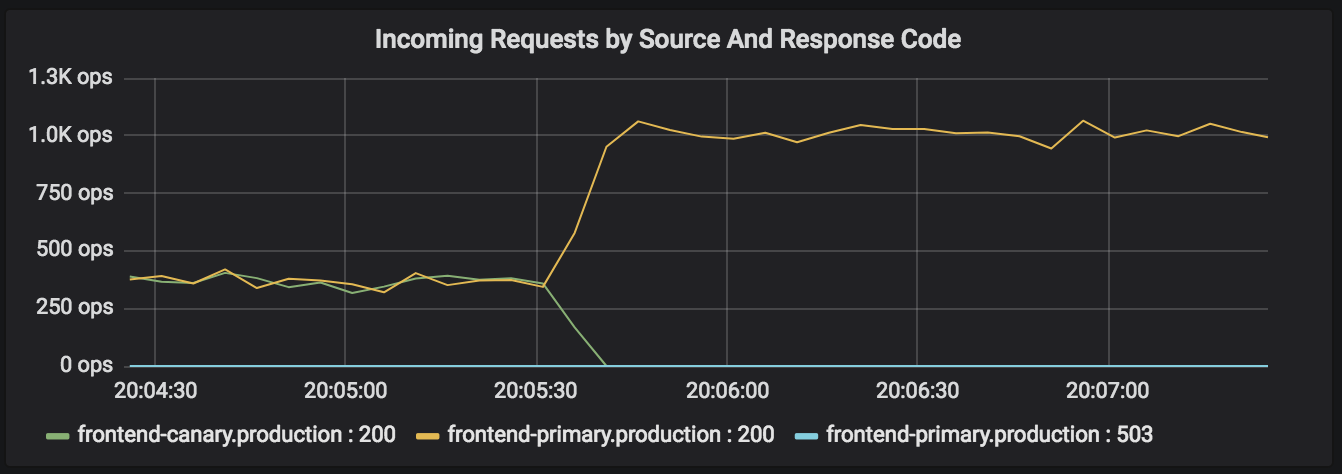 Incoming Requests by Source And Response Code
1.3K ops
1.0K ops
750 ops
500 ops
250 ops
0 ops
20:04:30 20:05:00 20:05:30 20:06:00 20:06:30 20:07:00
frontend-canary.production : 200 frontend-primary.production : 200 frontend-primary.production : 503